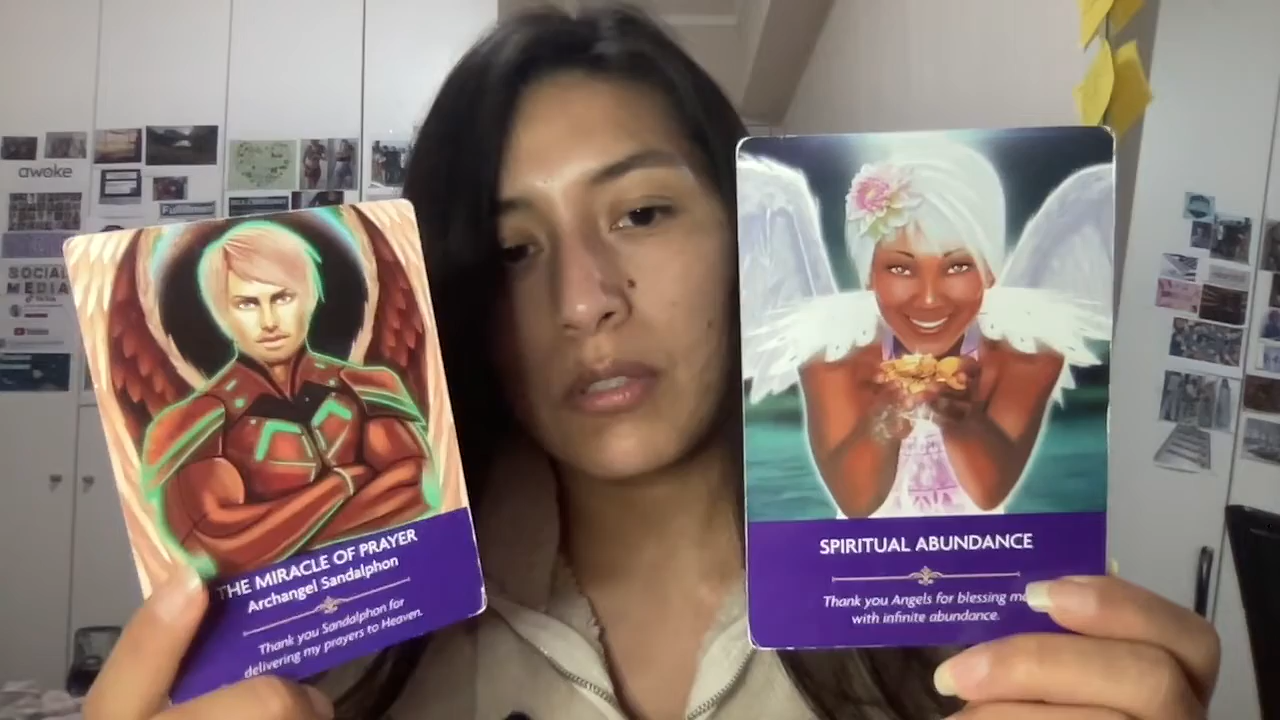 awoke
SOCIAL
MEDIA
THE MIRACLE OF PRAYER
Archangel Sandalphon
Thank you Sandalphon for
delivering my prayers to Heaven.
SPIRITUAL ABUNDANCE
Thank you Angels for blessing me
with infinite abundance.